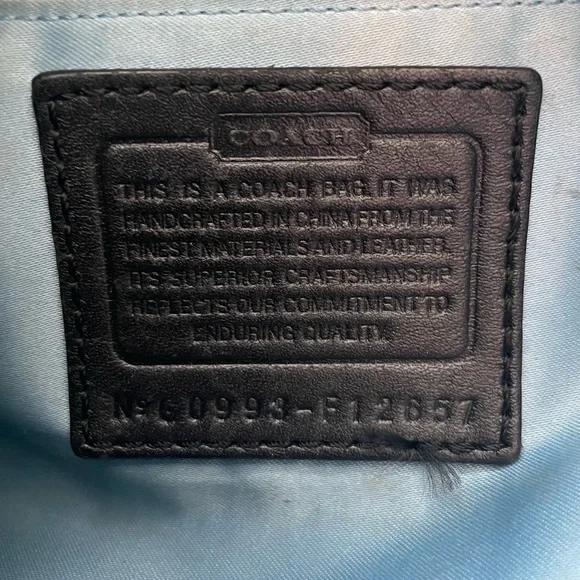 COACH
THIS IS A COACH BAG. IT WAS
HANDCRAFTED IN CHINA FROM THE
FINEST MATERIALS AND LEATHER.
ITS SUPERIOR CRAFTSMANSHIP
REFLECTS OUR COMMITMENT TO
ENDURING QUALITY.
No 60993-F12657